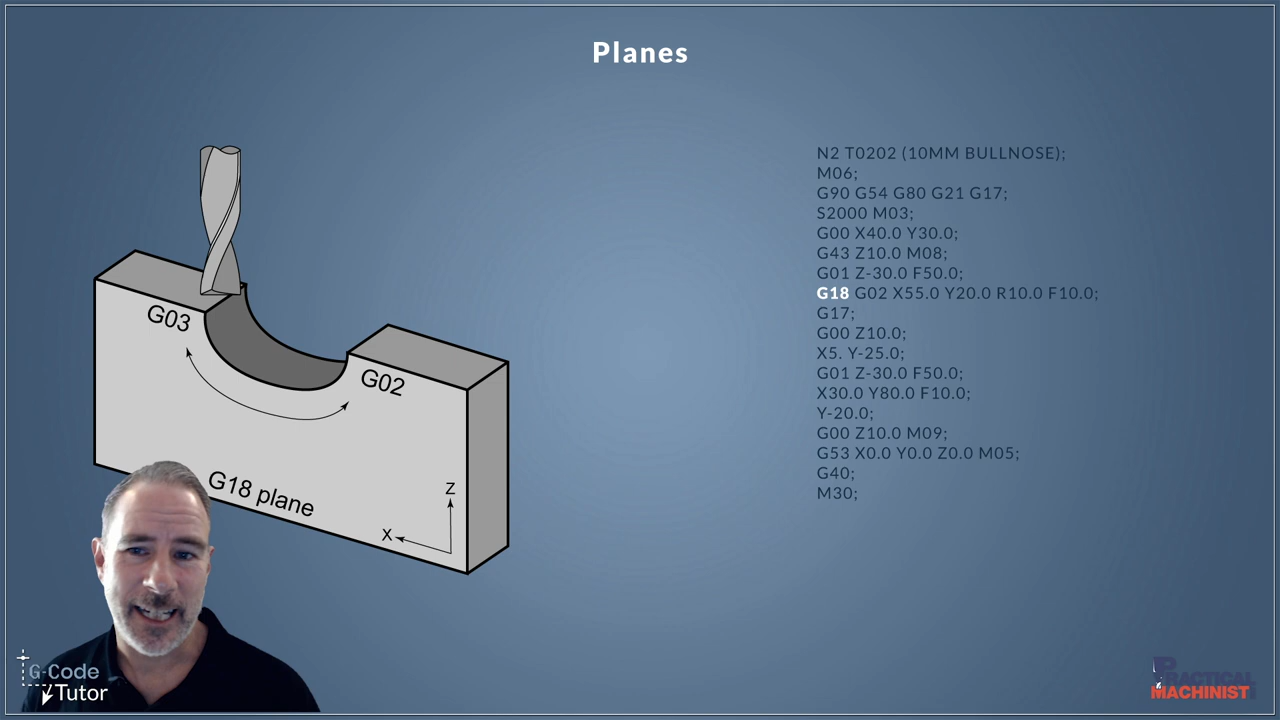 Planes
N2 T0202 (10MM BULLNOSE);
M06;
G90 G54 G80 G21 G17;
S2000 M03;
G00 X40.0 Y30.0;
G43 Z10.0 M08;
G01 Z-30.0 F50.0;
G18 G02 X55.0 Y20.0 R10.0 F10.0;
G17;
G00 Z10.0;
X5. Y-25.0;
G01 Z-30.0 F50.0;
X30.0 Y80.0 F10.0;
Y-20.0;
G00 Z10.0 M09;
G53 X0.0 Y0.0 Z0.0 M05;
G40;
M30;
G03
G02
G18 plane
Z
X
G-Code
Tutor
PRACTICAL
MACHINIST